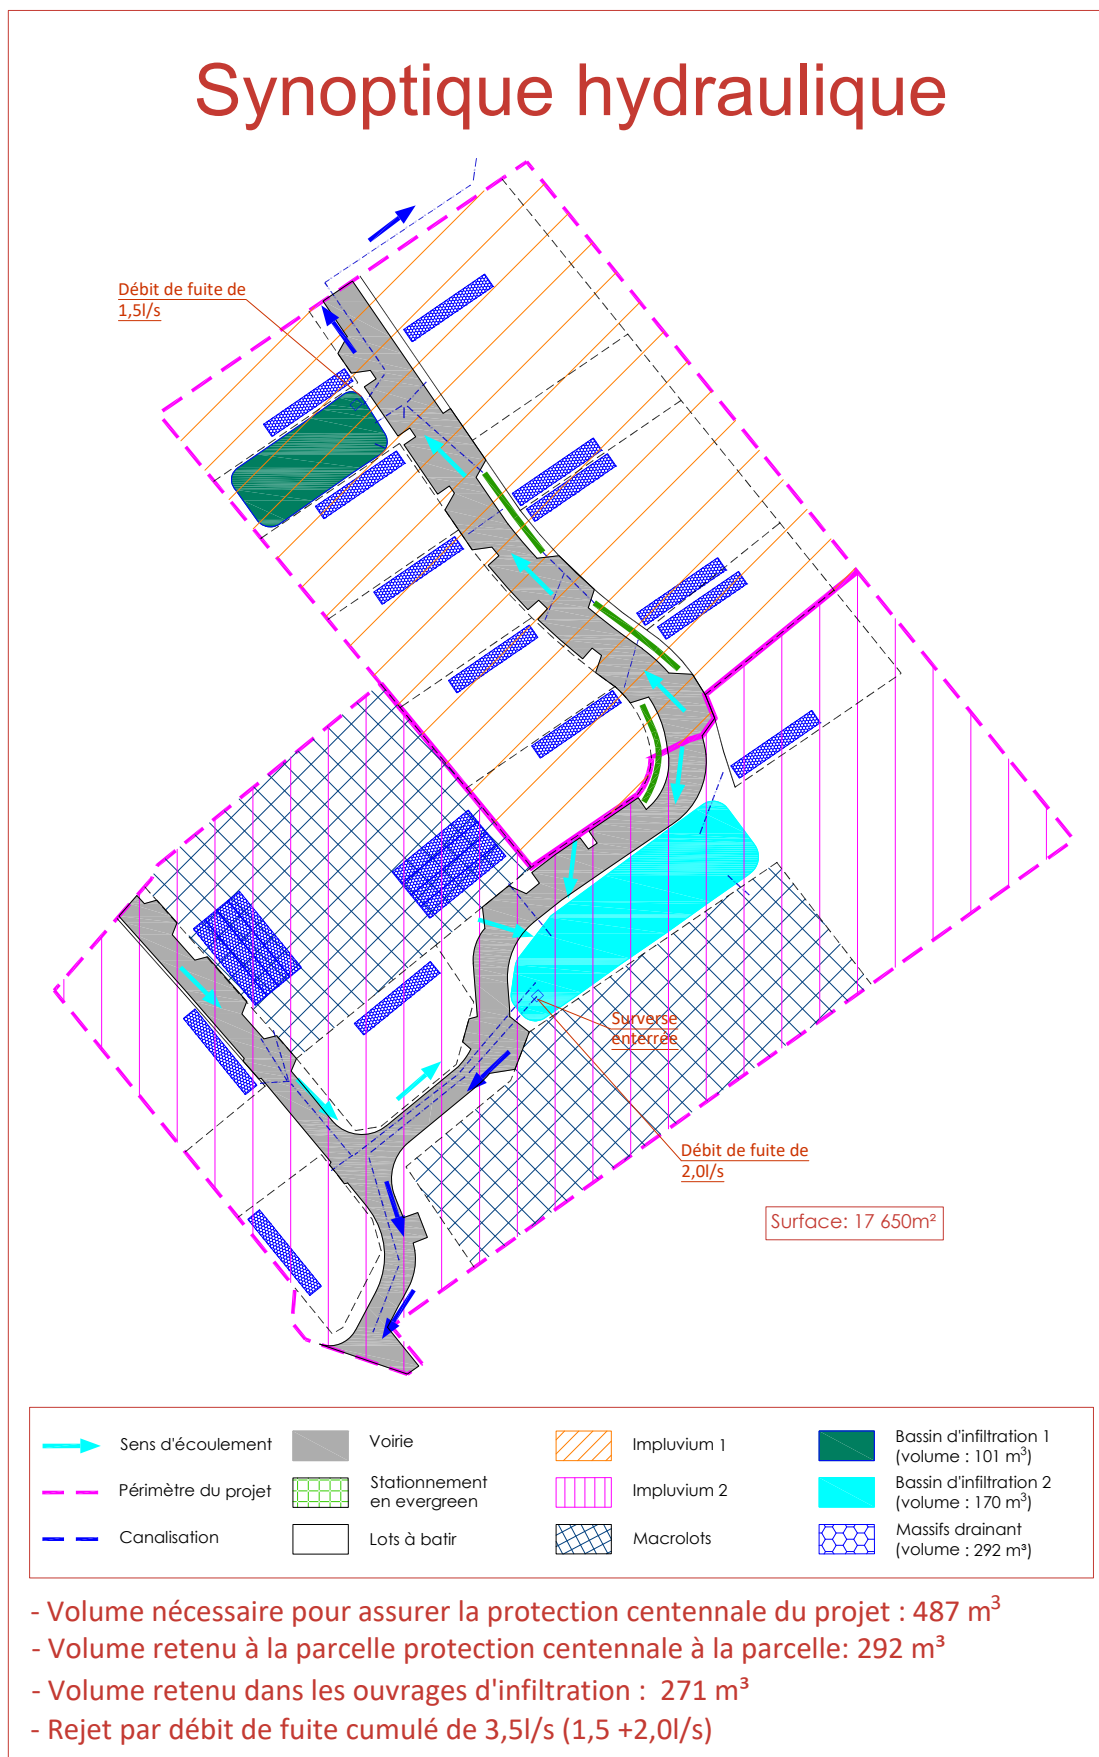 Synoptique hydraulique
Débit de fuite de
1,5l/s
Surverse
enterrée
Débit de fuite de
2,0l/s
Surface: 17 650m²
Sens d'écoulement
Périmètre du projet
Canalisation
Voirie
Stationnement
en evergreen
Lots à batir
Impluvium 1
Impluvium 2
Macrolots
Bassin d'infiltration 1
(volume : 101 m³)
Bassin d'infiltration 2
(volume : 170 m³)
Massifs drainant
(volume : 292 m³)
- Volume nécessaire pour assurer la protection centennale du projet : 487 m³
- Volume retenu à la parcelle protection centennale à la parcelle: 292 m³
- Volume retenu dans les ouvrages d'infiltration :  271 m³
- Rejet par débit de fuite cumulé de 3,5l/s (1,5 +2,0l/s)